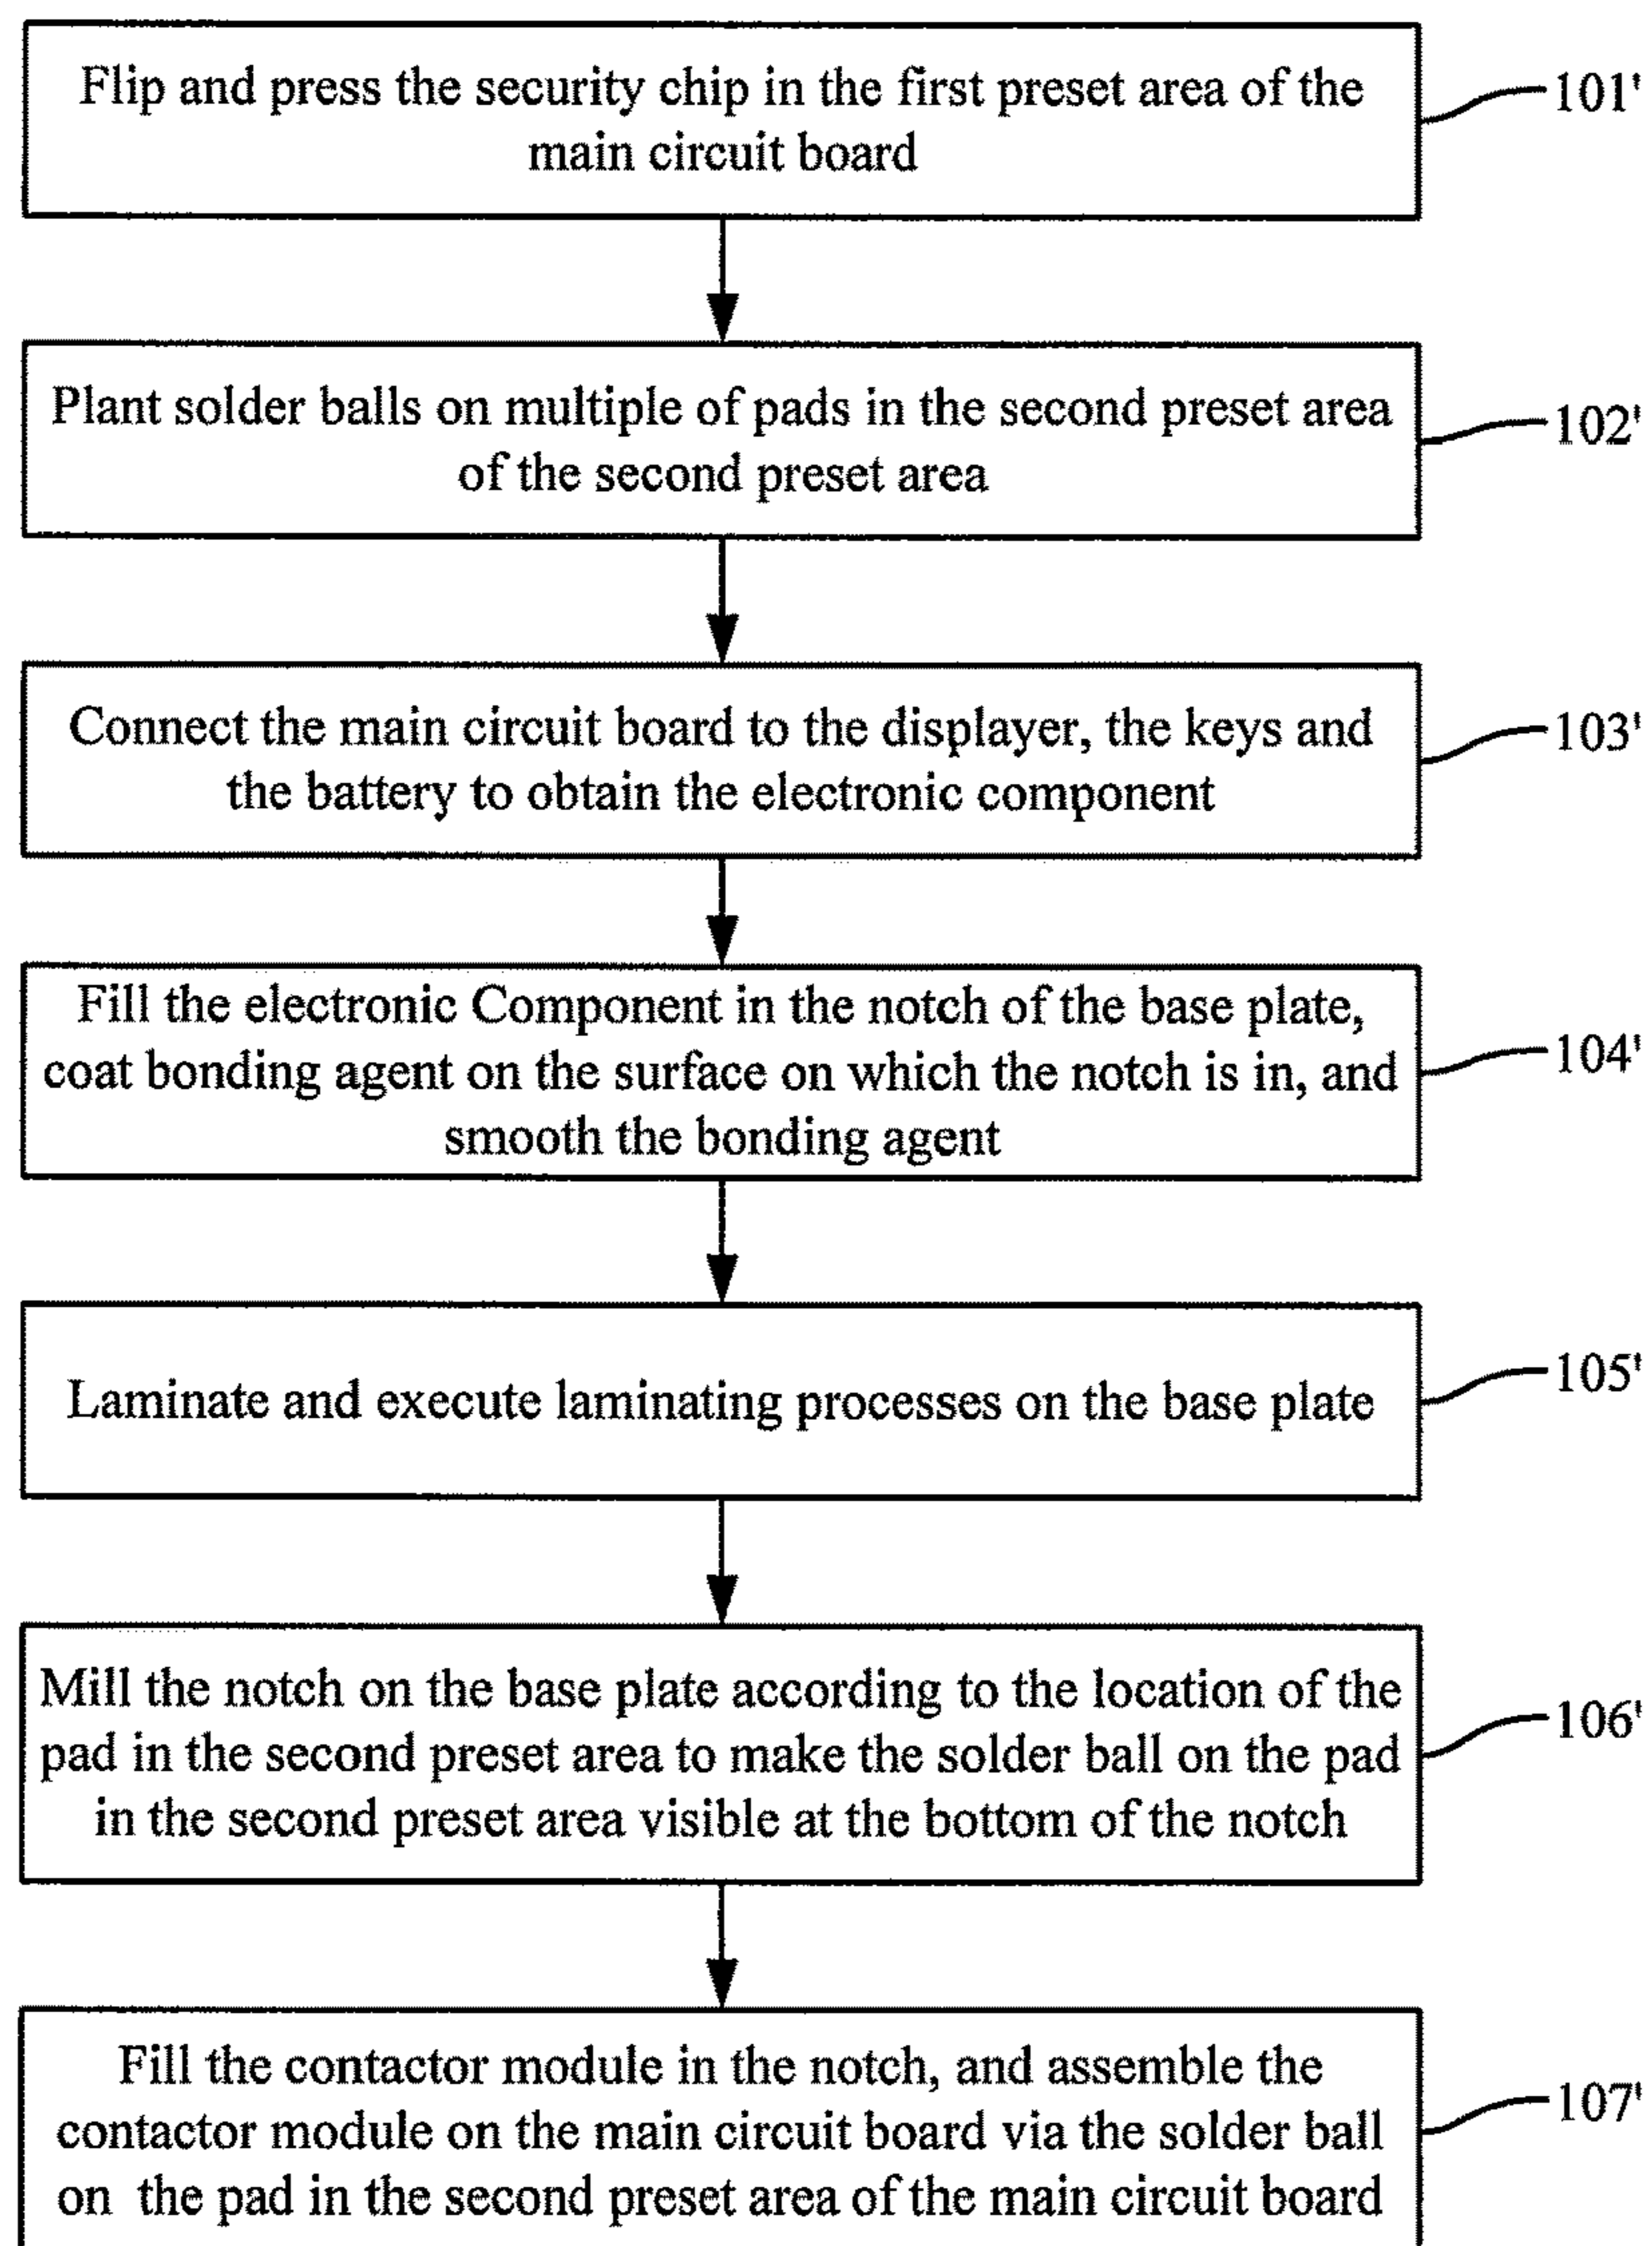 Flip and press the security chip in the first preset area of the
main circuit board
101'
Plant solder balls on multiple of pads in the second preset area
of the second preset area
102'
Connect the main circuit board to the displayer, the keys and
the battery to obtain the electronic component
103'
Fill the electronic Component in the notch of the base plate,
coat bonding agent on the surface on which the notch is in, and
smooth the bonding agent
104'
Laminate and execute laminating processes on the base plate
105'
Mill the notch on the base plate according to the location of the
pad in the second preset area to make the solder ball on the pad
in the second preset area visible at the bottom of the notch
106'
Fill the contactor module in the notch, and assemble the
contactor module on the main circuit board via the solder ball
on the pad in the second preset area of the main circuit board
107'